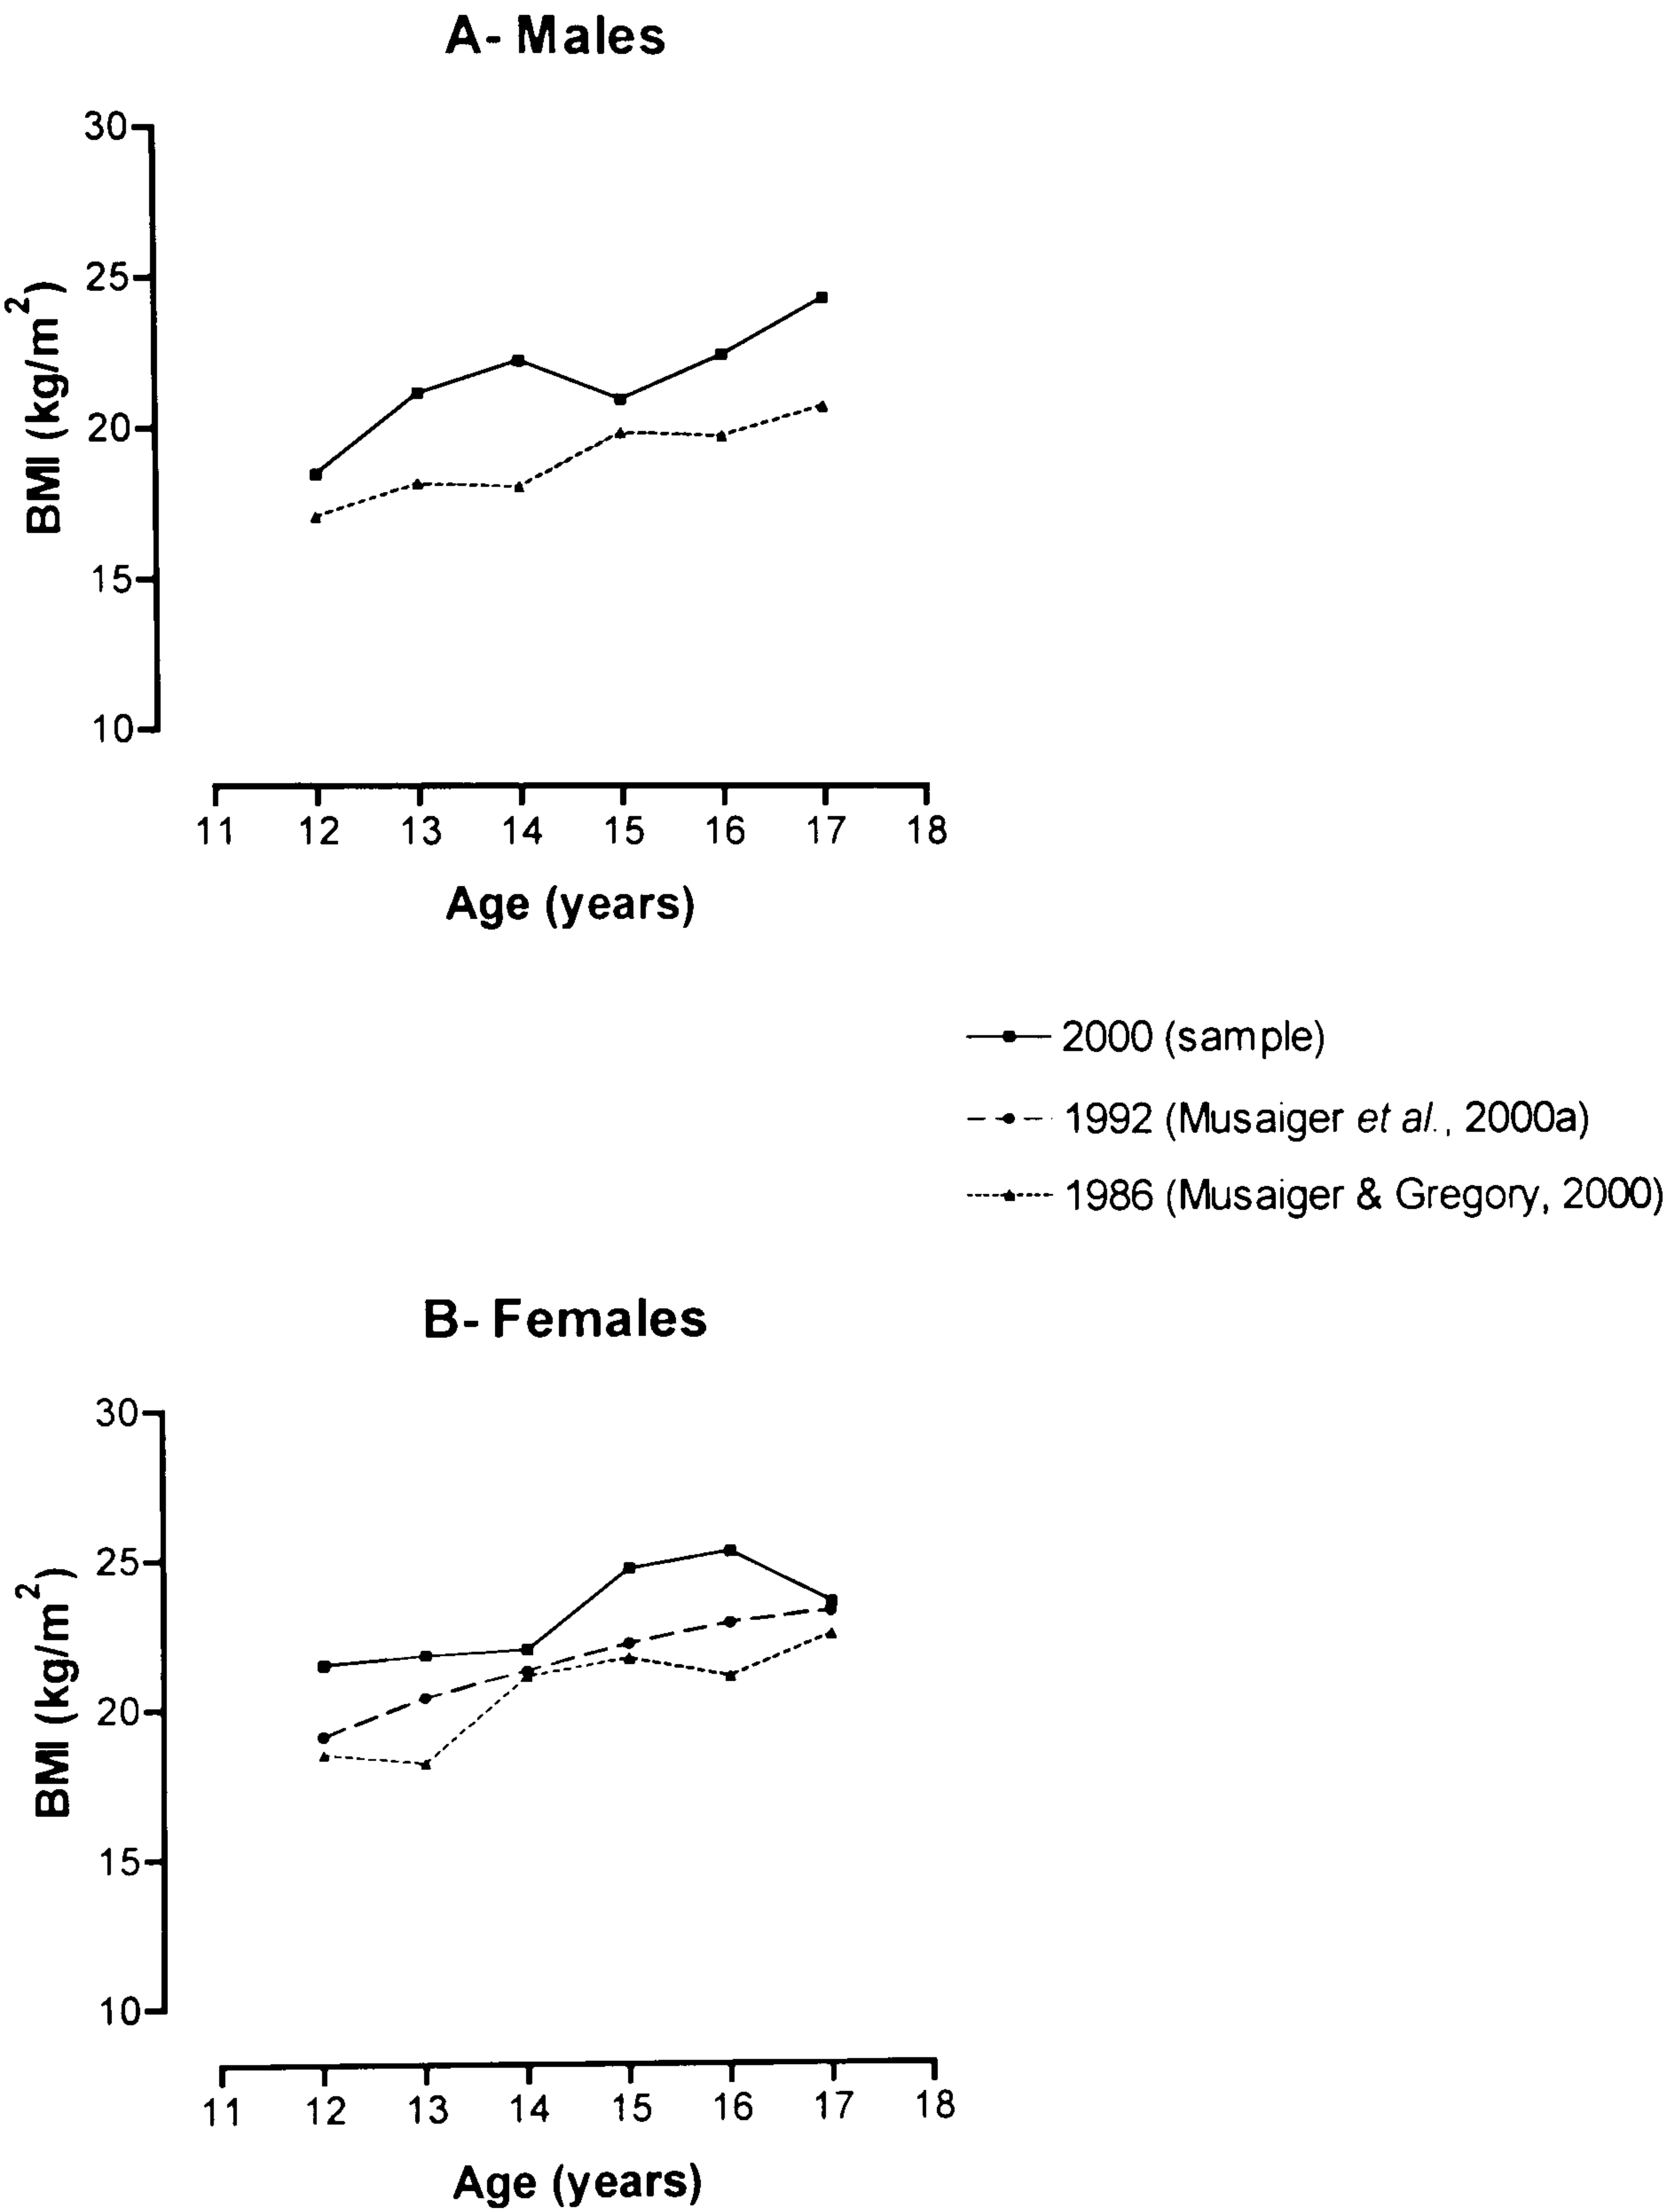 A- Males
30
25
20
15
10
BMI (kg/m²)
11 12 13 14 15 16 17 18
Age (years)
2000 (sample)
1992 (Musaiger et al., 2000a)
1986 (Musaiger & Gregory, 2000)
B- Females
30
25
20
15
10
BMI (kg/m²)
11 12 13 14 15 16 17 18
Age (years)